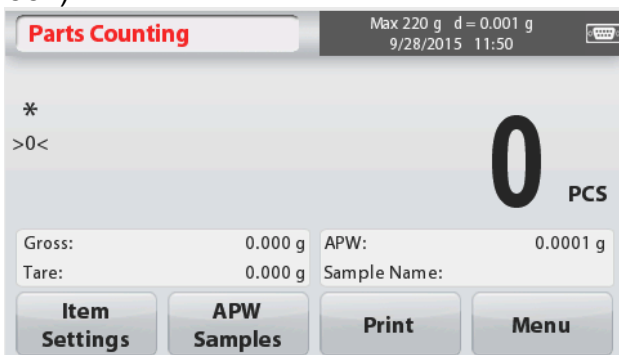 Parts Counting
Max 220 g d = 0.001 g
9/28/2015 11:50
*
>0<
0 PCS
Gross: 0.000 g APW: 0.0001 g
Tare: 0.000 g Sample Name:
Item Settings
APW Samples
Print
Menu